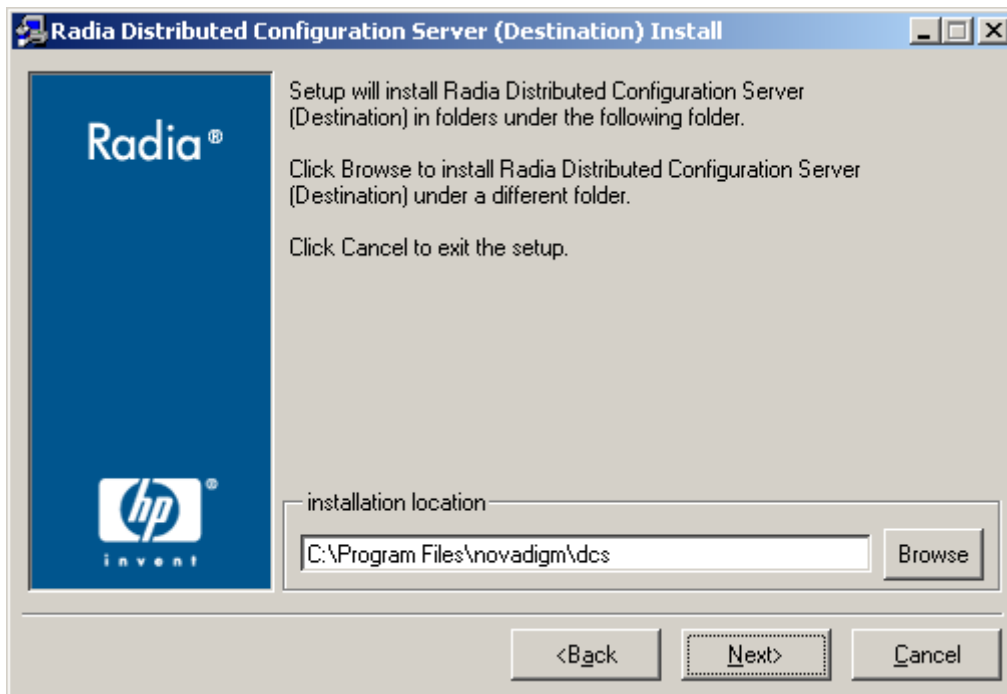 Radia Distributed Configuration Server (Destination) Install
Radia®
Setup will install Radia Distributed Configuration Server
(Destination) in folders under the following folder.
Click Browse to install Radia Distributed Configuration Server
(Destination) under a different folder.
Click Cancel to exit the setup.
hp®
invent
installation location
C:\Program Files\novadigm\dcs
Browse
<Back
Next>
Cancel